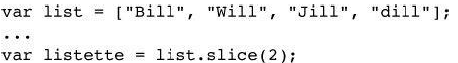 var list = ["Bill", "Will", "Jill", "dill"];
...
var listette = list.slice(2);